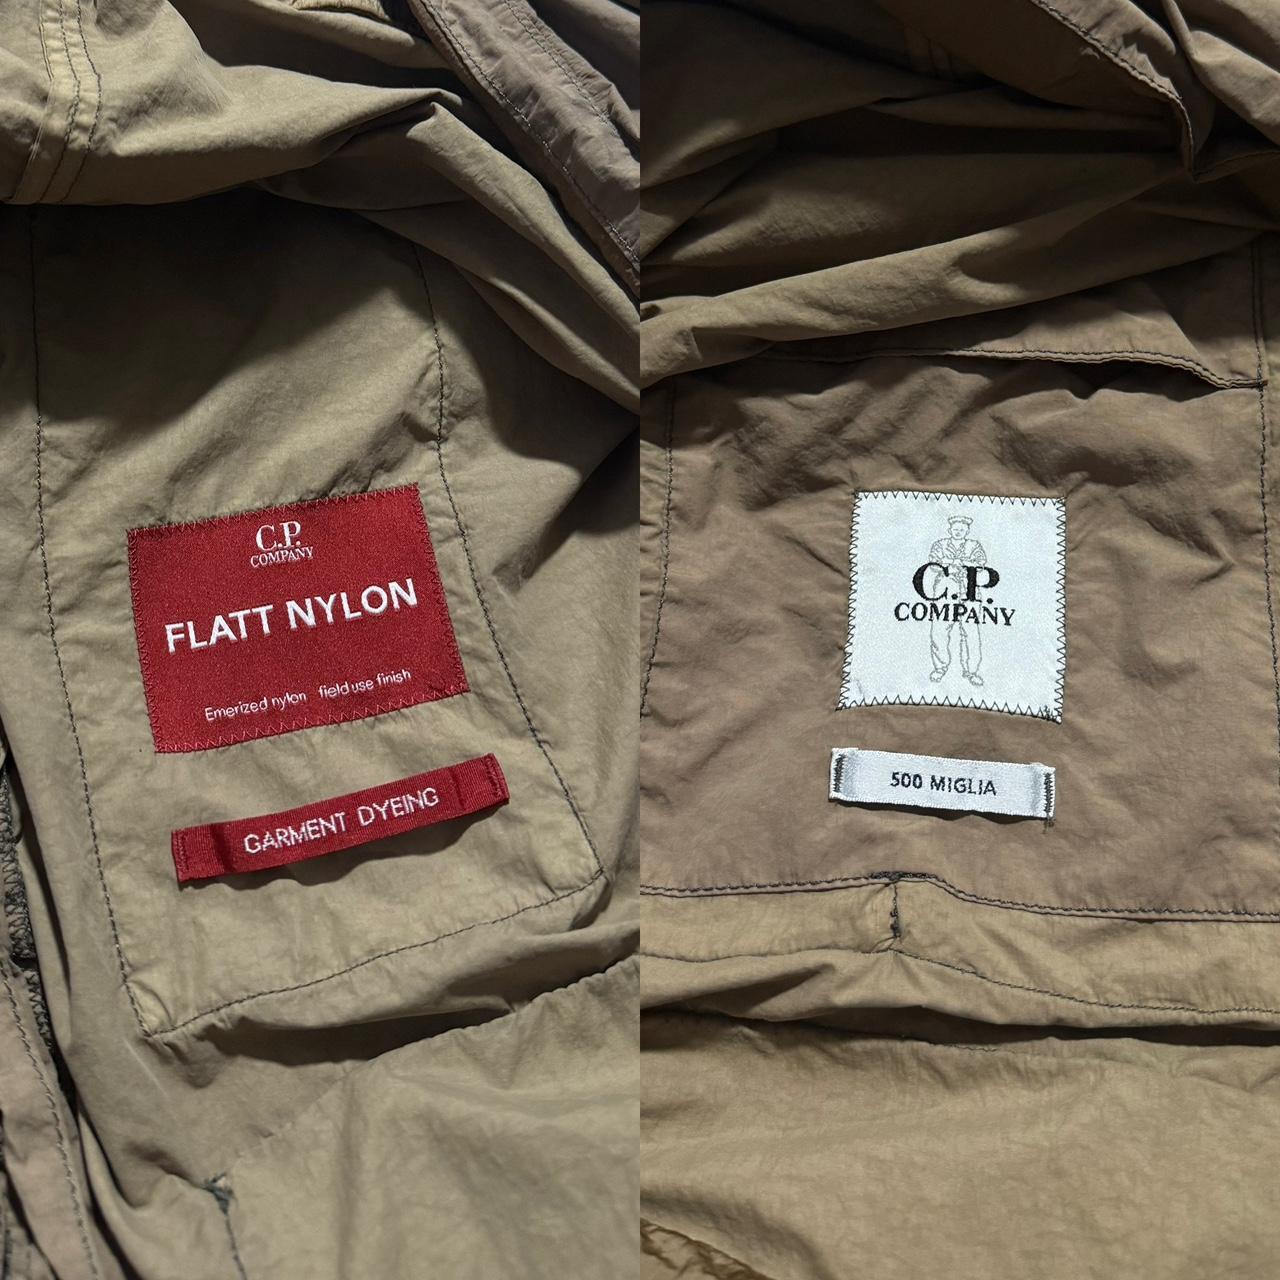 C.P.
COMPANY
FLATT NYLON
Emerized nylon field use finish
GARMENT DYEING
C.P.
COMPANY
500 MIGLIA